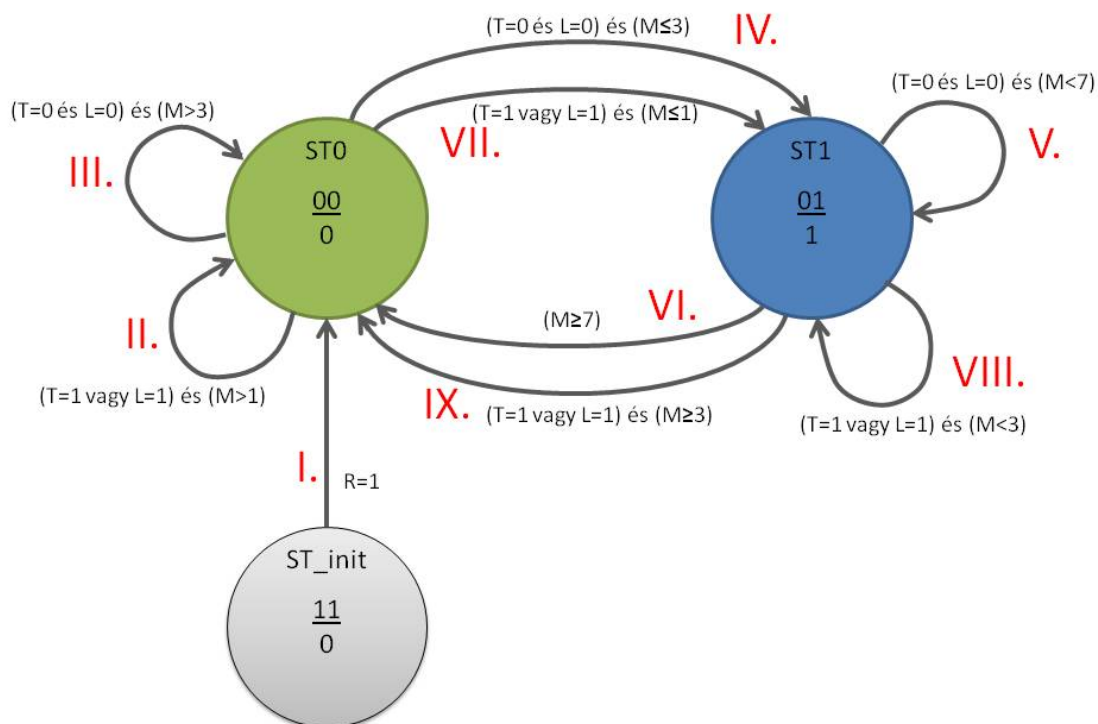 (T=0 és L=0) és (M≤3)
IV.
(T=0 és L=0) és (M>3)
(T=1 vagy L=1) és (M≤1)
(T=0 és L=0) és (M<7)
III.
ST0
00
0
VII.
ST1
01
1
V.
II.
(T=1 vagy L=1) és (M>1)
(M≥7)
VI.
IX.
(T=1 vagy L=1) és (M≥3)
VIII.
(T=1 vagy L=1) és (M<3)
I.
R=1
ST_init
11
0